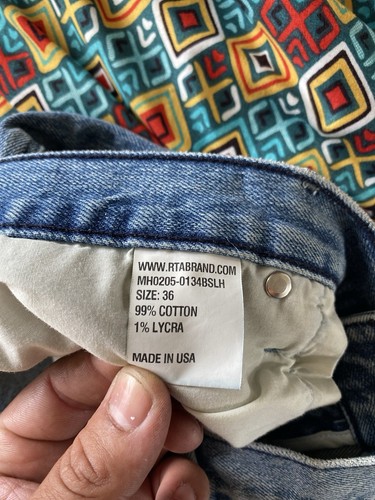 WWW.RTABRAND.COM
MH0205-0134BSLH
SIZE: 36
99% COTTON
1% LYCRA
MADE IN USA